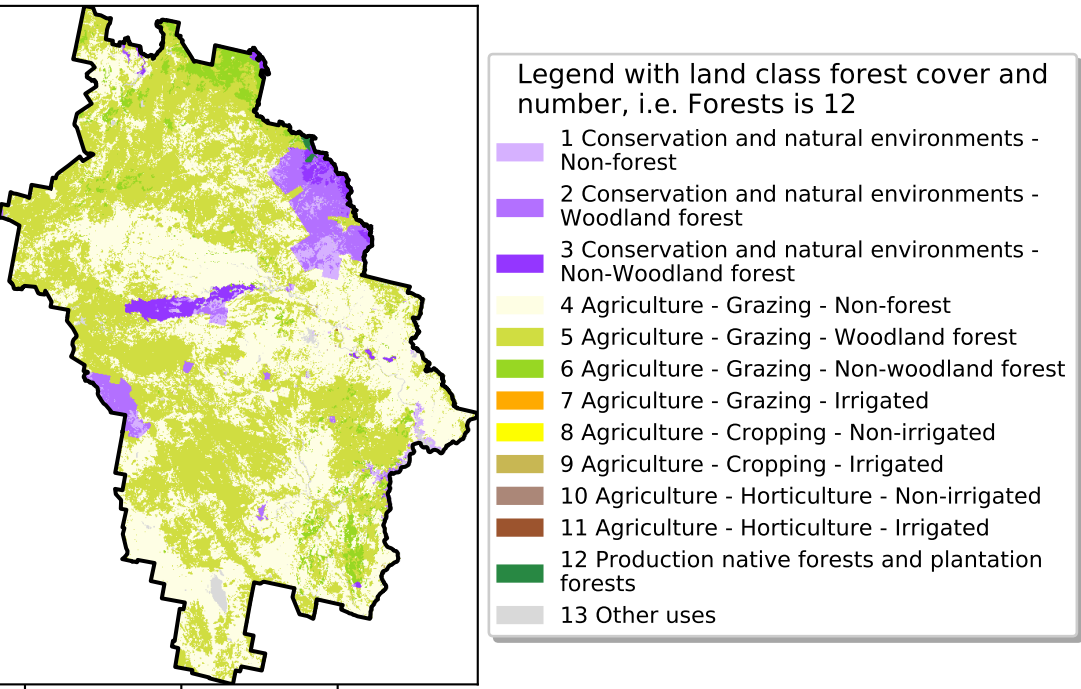 Legend with land class forest cover and
number, i.e. Forests is 12
1 Conservation and natural environments -
Non-forest
2 Conservation and natural environments -
Woodland forest
3 Conservation and natural environments -
Non-Woodland forest
4 Agriculture - Grazing - Non-forest
5 Agriculture - Grazing - Woodland forest
6 Agriculture - Grazing - Non-woodland forest
7 Agriculture - Grazing - Irrigated
8 Agriculture - Cropping - Non-irrigated
9 Agriculture - Cropping - Irrigated
10 Agriculture - Horticulture - Non-irrigated
11 Agriculture - Horticulture - Irrigated
12 Production native forests and plantation
forests
13 Other uses